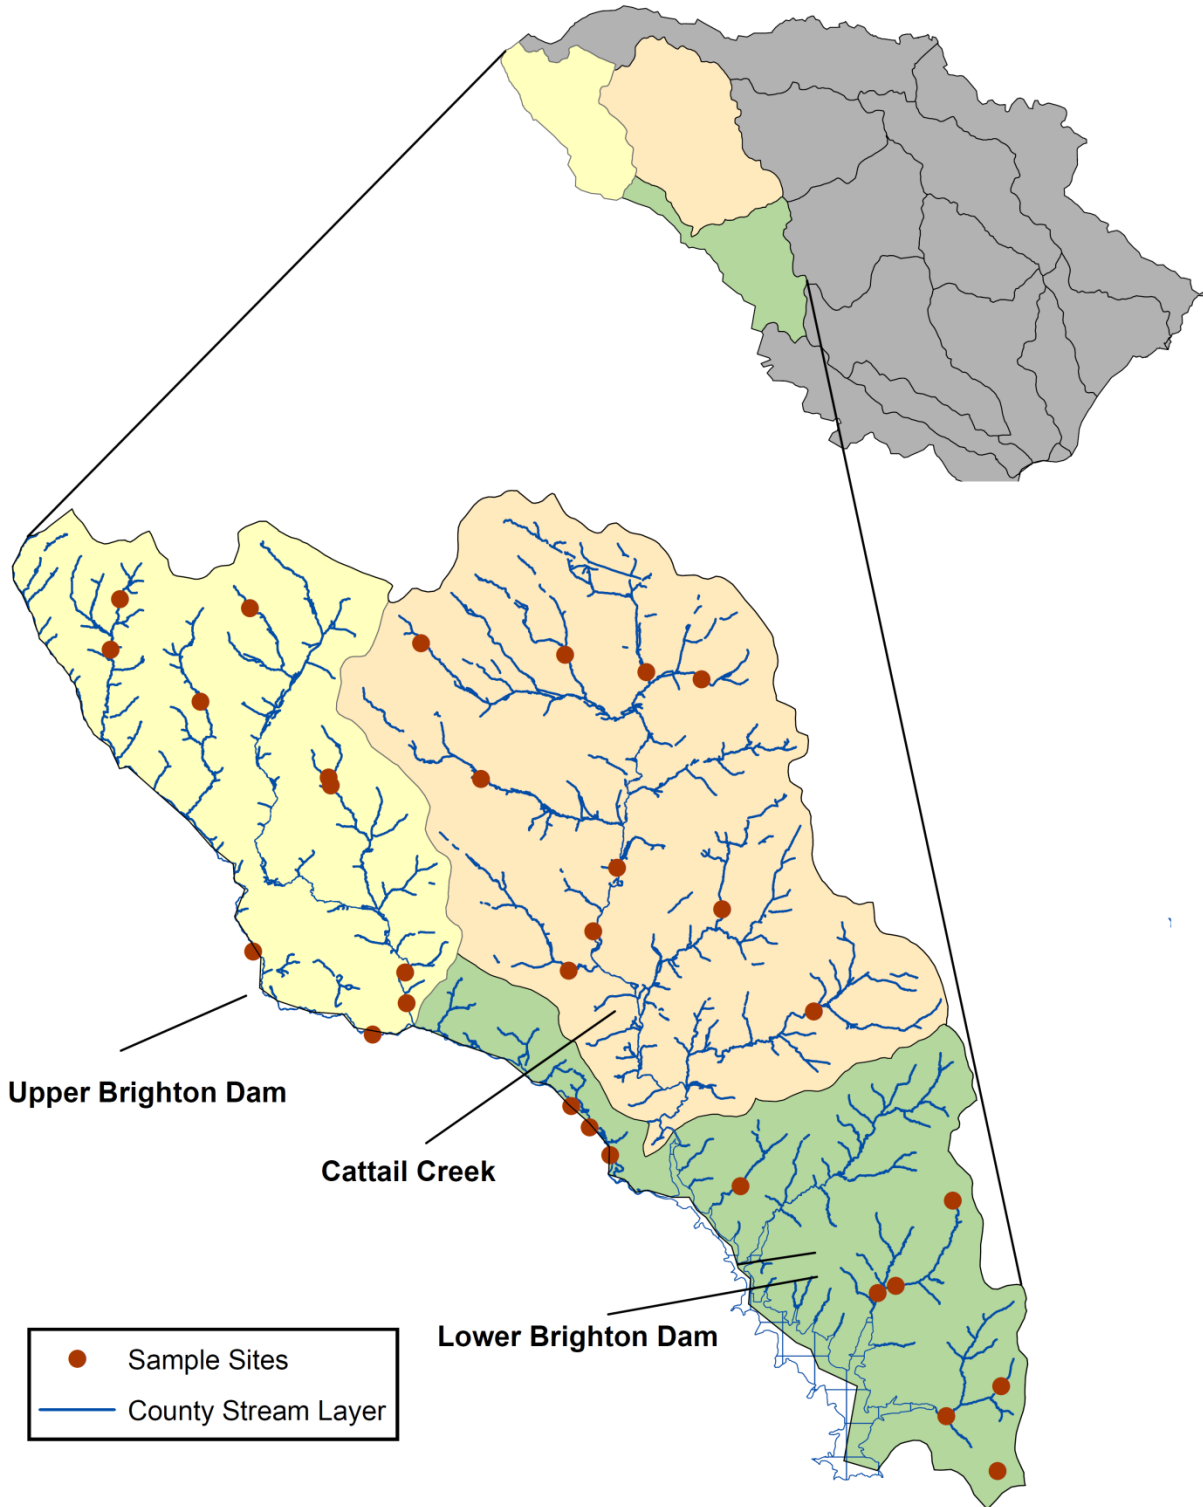 Upper Brighton Dam
Cattail Creek
Lower Brighton Dam
Sample Sites
County Stream Layer